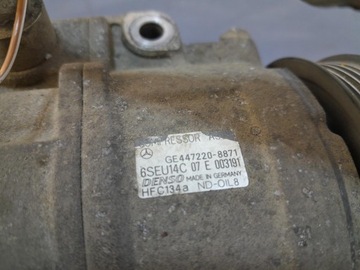 GE447220-8871
6SEU14C 07 E 003191
DENSO MADE IN GERMANY
HFC134a ND-OIL8